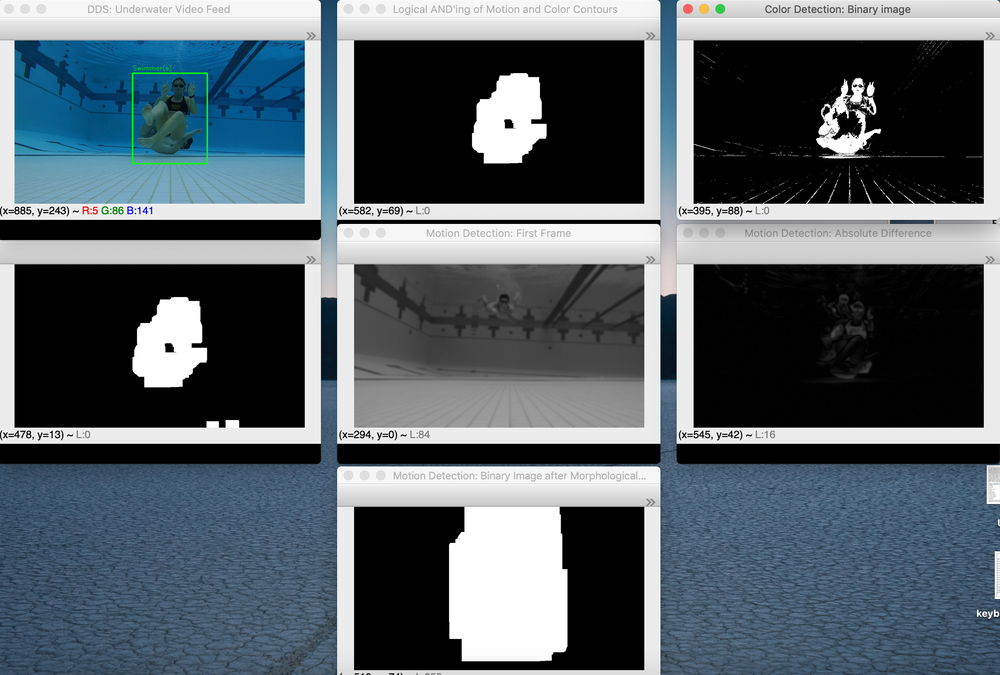 DDS: Underwater Video Feed
Logical AND'ing of Motion and Color Contours
Color Detection: Binary image
Swimmer(s)
(x=885, y=243) ~ R:5 G:86 B:141
(x=582, y=69) ~ L:0
(x=395, y=88) ~ L:0
Motion Detection: First Frame
Motion Detection: Absolute Difference
(x=478, y=13) ~ L:0
(x=294, y=0) ~ L:84
(x=545, y=42) ~ L:16
Motion Detection: Binary Image after Morphological...
keyb